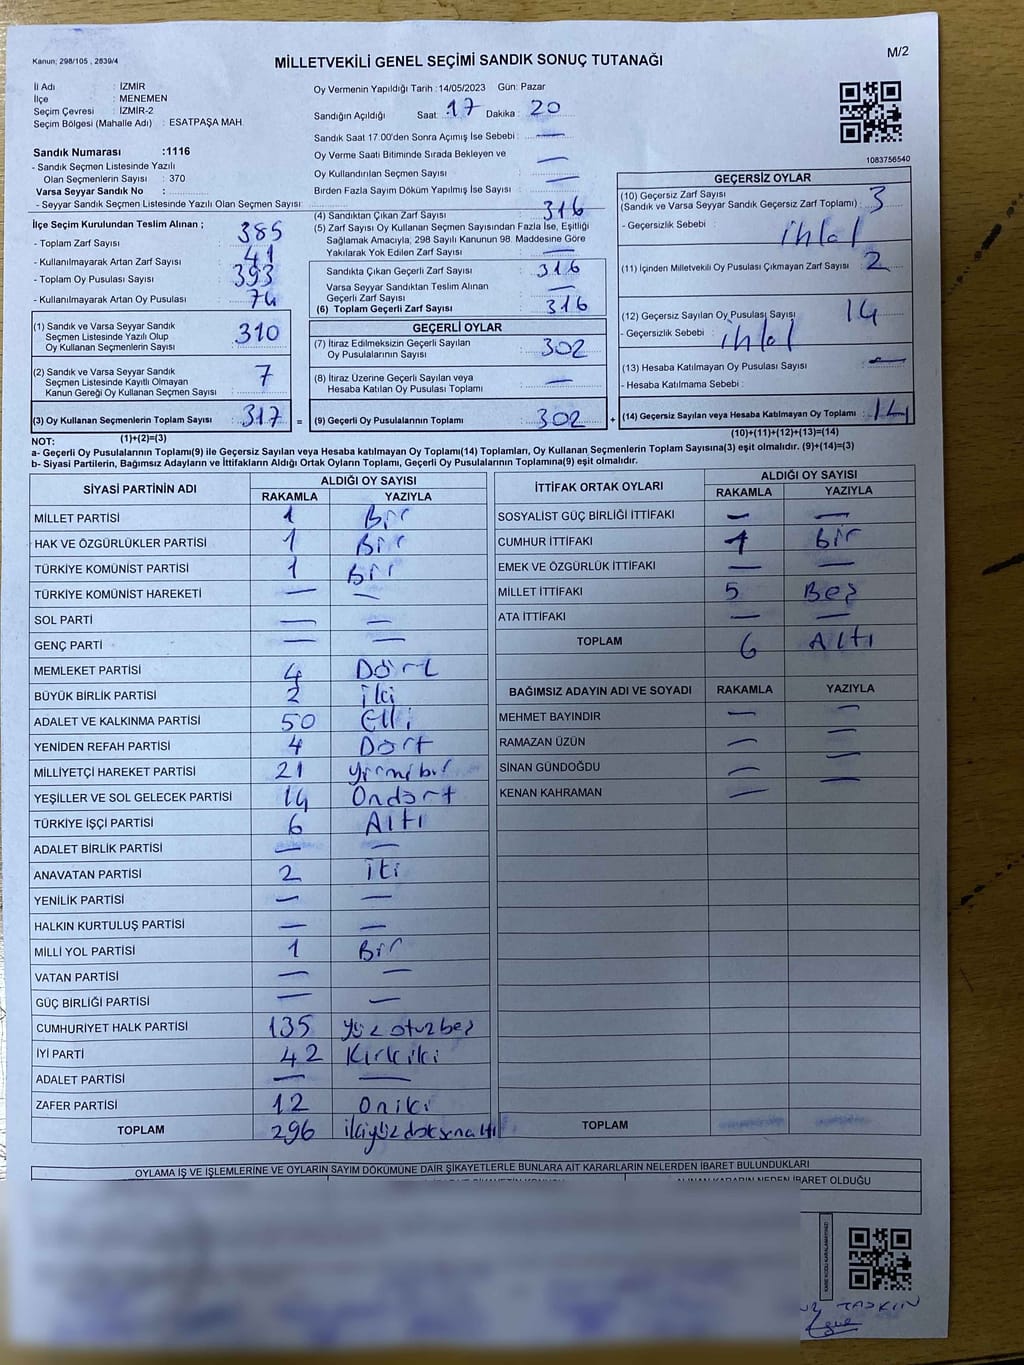 Kanun; 298/105 , 2839/4
MİLLETVEKİLİ GENEL SEÇİMİ SANDIK SONUÇ TUTANAĞI
M/2
İl Adı : İZMİR
İlçe : MENEMEN
Seçim Çevresi : İZMİR-2
Seçim Bölgesi (Mahalle Adı) : ESATPAŞA MAH.
Sandık Numarası :1116
- Sandık Seçmen Listesinde Yazılı
Olan Seçmenlerin Sayısı : 370
Varsa Seyyar Sandık No :
- Seyyar Sandık Seçmen Listesinde Yazılı Olan Seçmen Sayısı:
Oy Vermenin Yapıldığı Tarih :14/05/2023 Gün: Pazar
Sandığın Açıldığı Saat: 17 Dakika : 20
Sandık Saat 17.00'den Sonra Açımış İse Sebebi : —
Oy Verme Saati Bitiminde Sırada Bekleyen ve
Oy Kullandırılan Seçmen Sayısı : —
Birden Fazla Sayım Döküm Yapılmış İse Sayısı : —
1083756540
İlçe Seçim Kurulundan Teslim Alınan ;
- Toplam Zarf Sayısı : 385
- Kullanılmayarak Artan Zarf Sayısı : 41
- Toplam Oy Pusulası Sayısı : 393
- Kullanılmayarak Artan Oy Pusulası : 74
(1) Sandık ve Varsa Seyyar Sandık
Seçmen Listesinde Yazılı Olup
Oy Kullanan Seçmenlerin Sayısı : 310
(2) Sandık ve Varsa Seyyar Sandık
Seçmen Listesinde Kayıtlı Olmayan
Kanun Gereği Oy Kullanan Seçmen Sayısı : 7
(3) Oy Kullanan Seçmenlerin Toplam Sayısı : 317 =
(1)+(2)=(3)
(4) Sandıktan Çıkan Zarf Sayısı : 316
(5) Zarf Sayısı Oy Kullanan Seçmen Sayısından Fazla İse, Eşitliği
Sağlamak Amacıyla, 298 Sayılı Kanunun 98. Maddesine Göre
Yakılarak Yok Edilen Zarf Sayısı : —
Sandıkta Çıkan Geçerli Zarf Sayısı : 316
Varsa Seyyar Sandıktan Teslim Alınan
Geçerli Zarf Sayısı : —
(6) Toplam Geçerli Zarf Sayısı : 316
GEÇERLİ OYLAR
(7) İtiraz Edilmeksizin Geçerli Sayılan
Oy Pusulalarının Sayısı : 302
(8) İtiraz Üzerine Geçerli Sayılan veya
Hesaba Katılan Oy Pusulası Toplamı : —
(9) Geçerli Oy Pusulalarının Toplamı : 302 +
GEÇERSİZ OYLAR
(10) Geçersiz Zarf Sayısı
(Sandık ve Varsa Seyyar Sandık Geçersiz Zarf Toplamı) : 3
- Geçersizlik Sebebi : ihlal
(11) İçinden Milletvekili Oy Pusulası Çıkmayan Zarf Sayısı : 2
(12) Geçersiz Sayılan Oy Pusulası Sayısı : 14
- Geçersizlik Sebebi : ihlal
(13) Hesaba Katılmayan Oy Pusulası Sayısı : —
- Hesaba Katılmama Sebebi :
(14) Geçersiz Sayılan veya Hesaba Katılmayan Oy Toplamı : 14
(10)+(11)+(12)+(13)=(14)
NOT:
a- Geçerli Oy Pusulalarının Toplamı(9) ile Geçersiz Sayılan veya Hesaba katılmayan Oy Toplamı(14) Toplamları, Oy Kullanan Seçmenlerin Toplam Sayısına(3) eşit olmalıdır. (9)+(14)=(3)
b- Siyasi Partilerin, Bağımsız Adayların ve İttifakların Aldığı Ortak Oyların Toplamı, Geçerli Oy Pusulalarının Toplamına(9) eşit olmalıdır.
SİYASİ PARTİNİN ADI ALDIĞI OY SAYISI
RAKAMLA YAZIYLA
MİLLET PARTİSİ 1 Bir
HAK VE ÖZGÜRLÜKLER PARTİSİ 1 Bir
TÜRKİYE KOMÜNİST PARTİSİ 1 Bir
TÜRKİYE KOMÜNİST HAREKETİ — —
SOL PARTİ — —
GENÇ PARTİ — —
MEMLEKET PARTİSİ 4 Dört
BÜYÜK BİRLİK PARTİSİ 2 iki
ADALET VE KALKINMA PARTİSİ 50 Elli
YENİDEN REFAH PARTİSİ 4 Dört
MİLLİYETÇİ HAREKET PARTİSİ 21 yirmibir
YEŞİLLER VE SOL GELECEK PARTİSİ 14 Ondört
TÜRKİYE İŞÇİ PARTİSİ 6 Altı
ADALET BİRLİK PARTİSİ — —
ANAVATAN PARTİSİ 2 iki
YENİLİK PARTİSİ — —
HALKIN KURTULUŞ PARTİSİ — —
MİLLİ YOL PARTİSİ 1 Bir
VATAN PARTİSİ — —
GÜÇ BİRLİĞİ PARTİSİ — —
CUMHURİYET HALK PARTİSİ 135 yüzotuzbeş
İYİ PARTİ 42 Kırkiki
ADALET PARTİSİ — —
ZAFER PARTİSİ 12 oniki
TOPLAM 296 ikiyüzdoksanaltı
İTTİFAK ORTAK OYLARI ALDIĞI OY SAYISI
RAKAMLA YAZIYLA
SOSYALİST GÜÇ BİRLİĞİ İTTİFAKI — —
CUMHUR İTTİFAKI 1 bir
EMEK VE ÖZGÜRLÜK İTTİFAKI — —
MİLLET İTTİFAKI 5 Beş
ATA İTTİFAKI — —
TOPLAM 6 Altı
BAĞIMSIZ ADAYIN ADI VE SOYADI RAKAMLA YAZIYLA
MEHMET BAYINDIR — —
RAMAZAN ÜZÜN — —
SİNAN GÜNDOĞDU — —
KENAN KAHRAMAN — —
TOPLAM
OYLAMA İŞ VE İŞLEMLERİNE VE OYLARIN SAYIM DÖKÜMÜNE DAİR ŞİKAYETLERLE BUNLARA AİT KARARLARIN NELERDEN İBARET BULUNDUKLARI
ALINAN KARARIN NEDEN İBARET OLDUĞU
KARE KODU KARALAMAYINIZ!
TAŞKIN